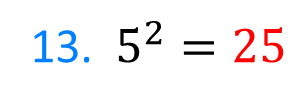 13. 5² = 25